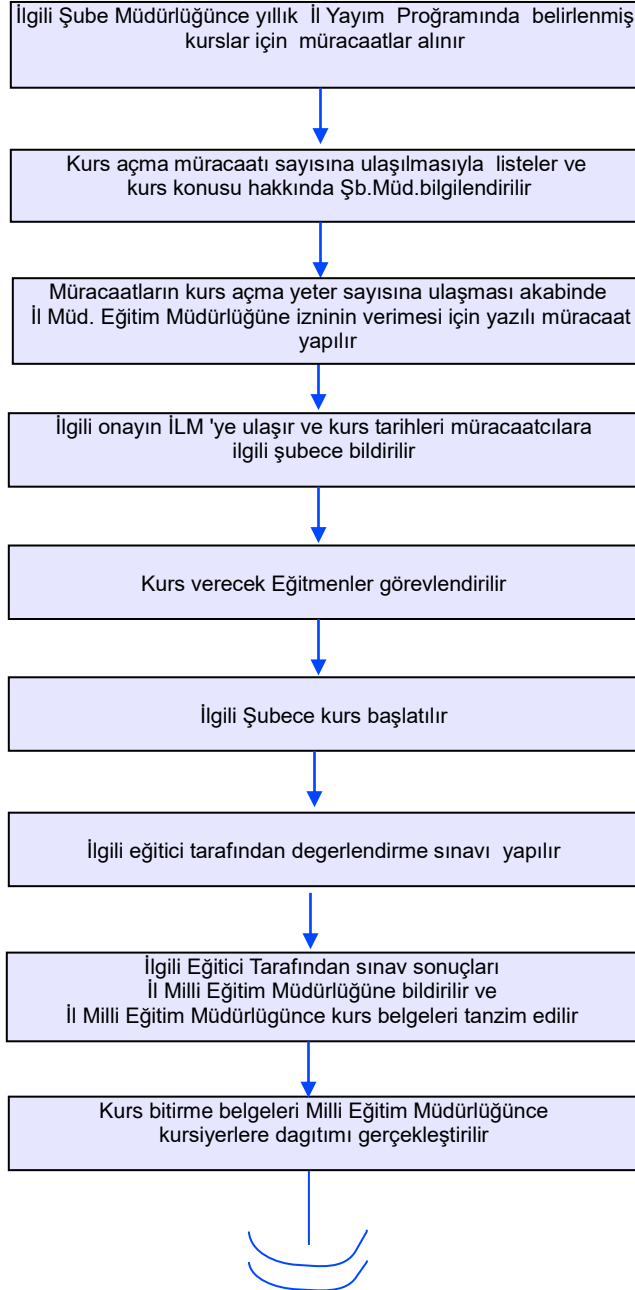 İlgili Şube Müdürlüğünce yıllık İl Yayım Proğramında belirlenmiş
kurslar için müracaatlar alınır
Kurs açma müracaatı sayısına ulaşılmasıyla listeler ve
kurs konusu hakkında Şb.Müd.bilgilendirilir
Müracaatların kurs açma yeter sayısına ulaşması akabinde
İl Müd. Eğitim Müdürlüğüne izninin verimesi için yazılı müracaat
yapılır
İlgili onayın İLM 'ye ulaşır ve kurs tarihleri müracaatcılara
ilgili şubece bildirilir
Kurs verecek Eğitmenler görevlendirilir
İlgili Şubece kurs başlatılır
İlgili eğitici tarafından degerlendirme sınavı yapılır
İlgili Eğitici Tarafından sınav sonuçları
İl Milli Eğitim Müdürlüğüne bildirilir ve
İl Milli Eğitim Müdürlügünce kurs belgeleri tanzim edilir
Kurs bitirme belgeleri Milli Eğitim Müdürlüğünce
kursiyerlere dagıtımı gerçekleştirilir